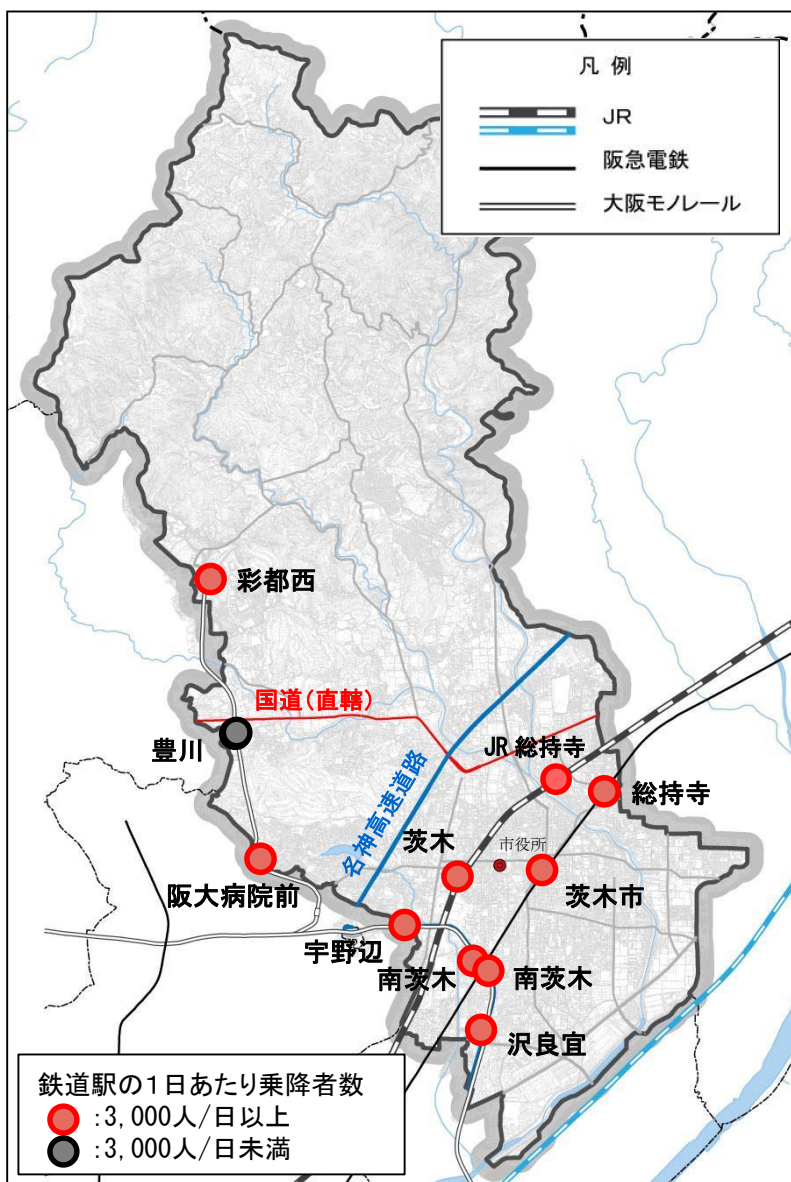 凡 例
JR
阪急電鉄
大阪モノレール
彩都西
国道(直轄)
豊川
名神高速道路
JR 総持寺
総持寺
茨木
市役所
茨木市
阪大病院前
宇野辺
南茨木
南茨木
沢良宜
鉄道駅の1日あたり乗降者数
:3,000人/日以上
:3,000人/日未満